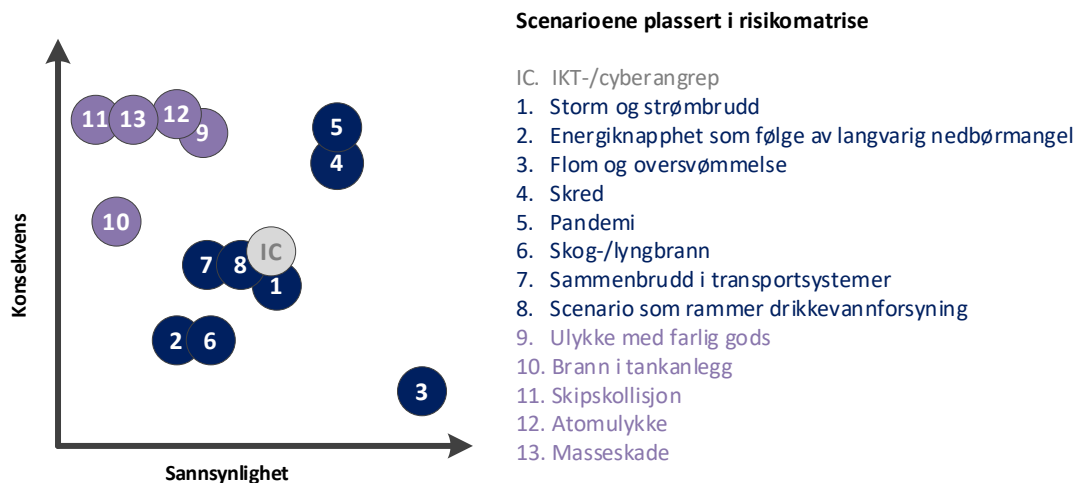 Scenarioene plassert i risikomatrise
IC. IKT-/cyberangrep
1. Storm og strømbrudd
2. Energiknapphet som følge av langvarig nedbørmangel
3. Flom og oversvømmelse
4. Skred
5. Pandemi
6. Skog-/lyngbrann
7. Sammenbrudd i transportsystemer
8. Scenario som rammer drikkevannforsyning
9. Ulykke med farlig gods
10. Brann i tankanlegg
11. Skipskollisjon
12. Atomulykke
13. Masseskade
Konsekvens
11
13
12
9
5
4
10
IC
7
8
1
2
6
3
Sannsynlighet